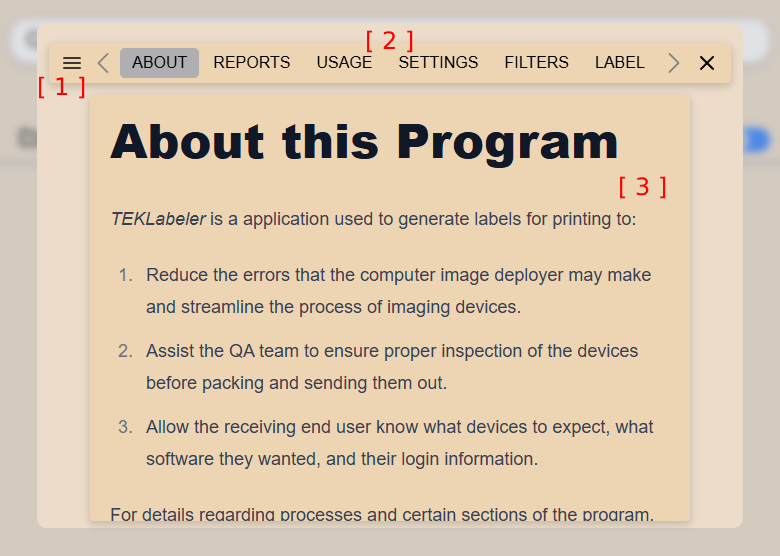 [ 2 ]
ABOUT REPORTS USAGE SETTINGS FILTERS LABEL
[ 1 ]
About this Program
[ 3 ]
TEKLabeler is a application used to generate labels for printing to:
1. Reduce the errors that the computer image deployer may make
and streamline the process of imaging devices.
2. Assist the QA team to ensure proper inspection of the devices
before packing and sending them out.
3. Allow the receiving end user know what devices to expect, what
software they wanted, and their login information.
For details regarding processes and certain sections of the program,